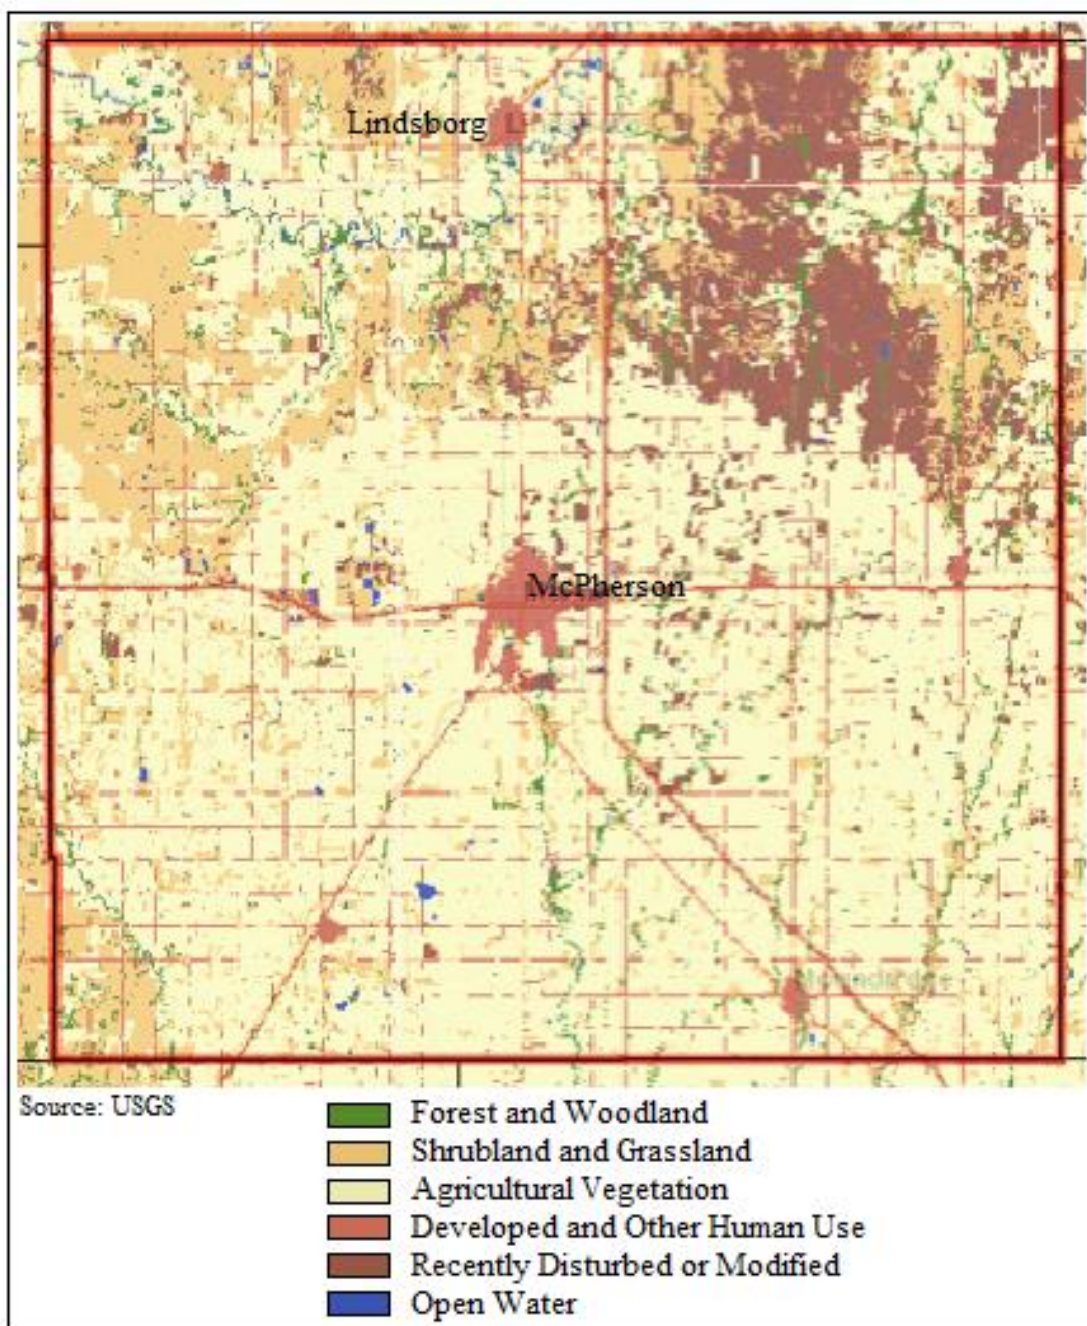 Lindsborg
McPherson
Source: USGS
Forest and Woodland
Shrubland and Grassland
Agricultural Vegetation
Developed and Other Human Use
Recently Disturbed or Modified
Open Water